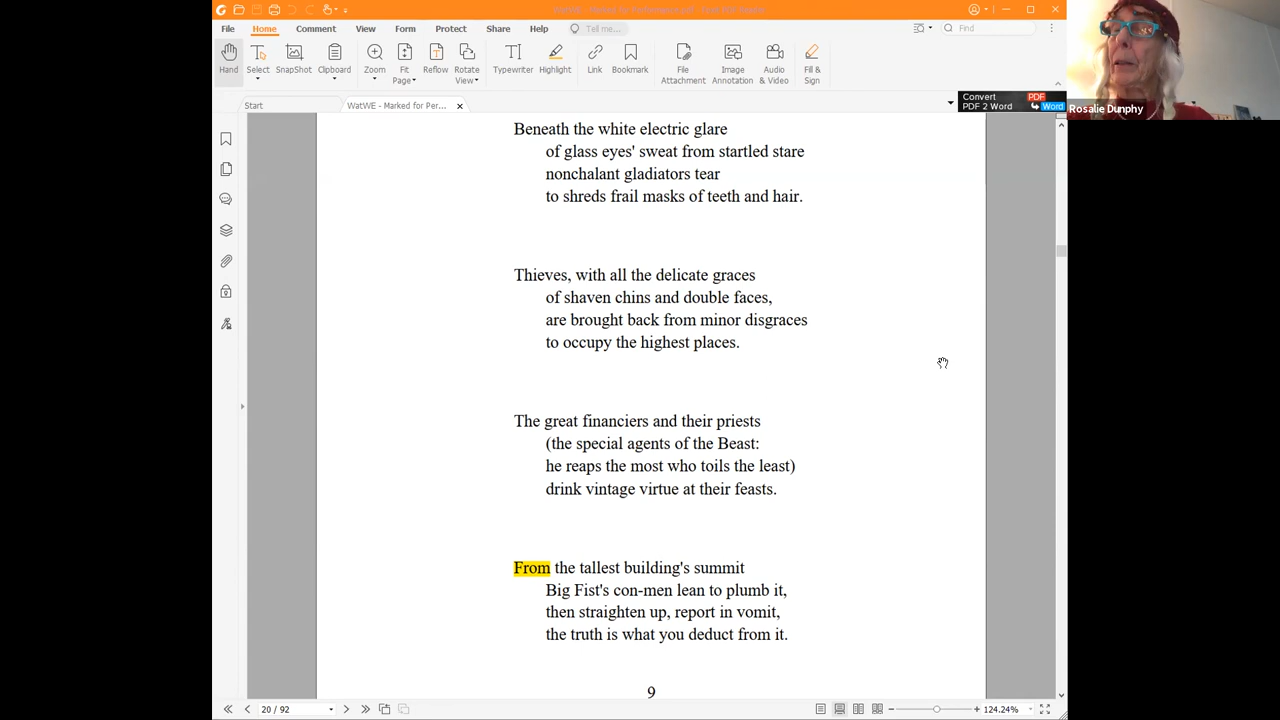 File Home Comment View Form Protect Share Help Tell me... Find
Hand Select SnapShot Clipboard Zoom Fit Page Reflow Rotate View Typewriter Highlight Link Bookmark File Attachment Image Annotation Audio & Video Fill & Sign
Start WatWE - Marked for Per...
Convert PDF
PDF 2 Word Word
Rosalie Dunphy
Beneath the white electric glare
of glass eyes' sweat from startled stare
nonchalant gladiators tear
to shreds frail masks of teeth and hair.
Thieves, with all the delicate graces
of shaven chins and double faces,
are brought back from minor disgraces
to occupy the highest places.
The great financiers and their priests
(the special agents of the Beast:
he reaps the most who toils the least)
drink vintage virtue at their feasts.
From the tallest building's summit
Big Fist's con-men lean to plumb it,
then straighten up, report in vomit,
the truth is what you deduct from it.
9
20 / 92 124.24%